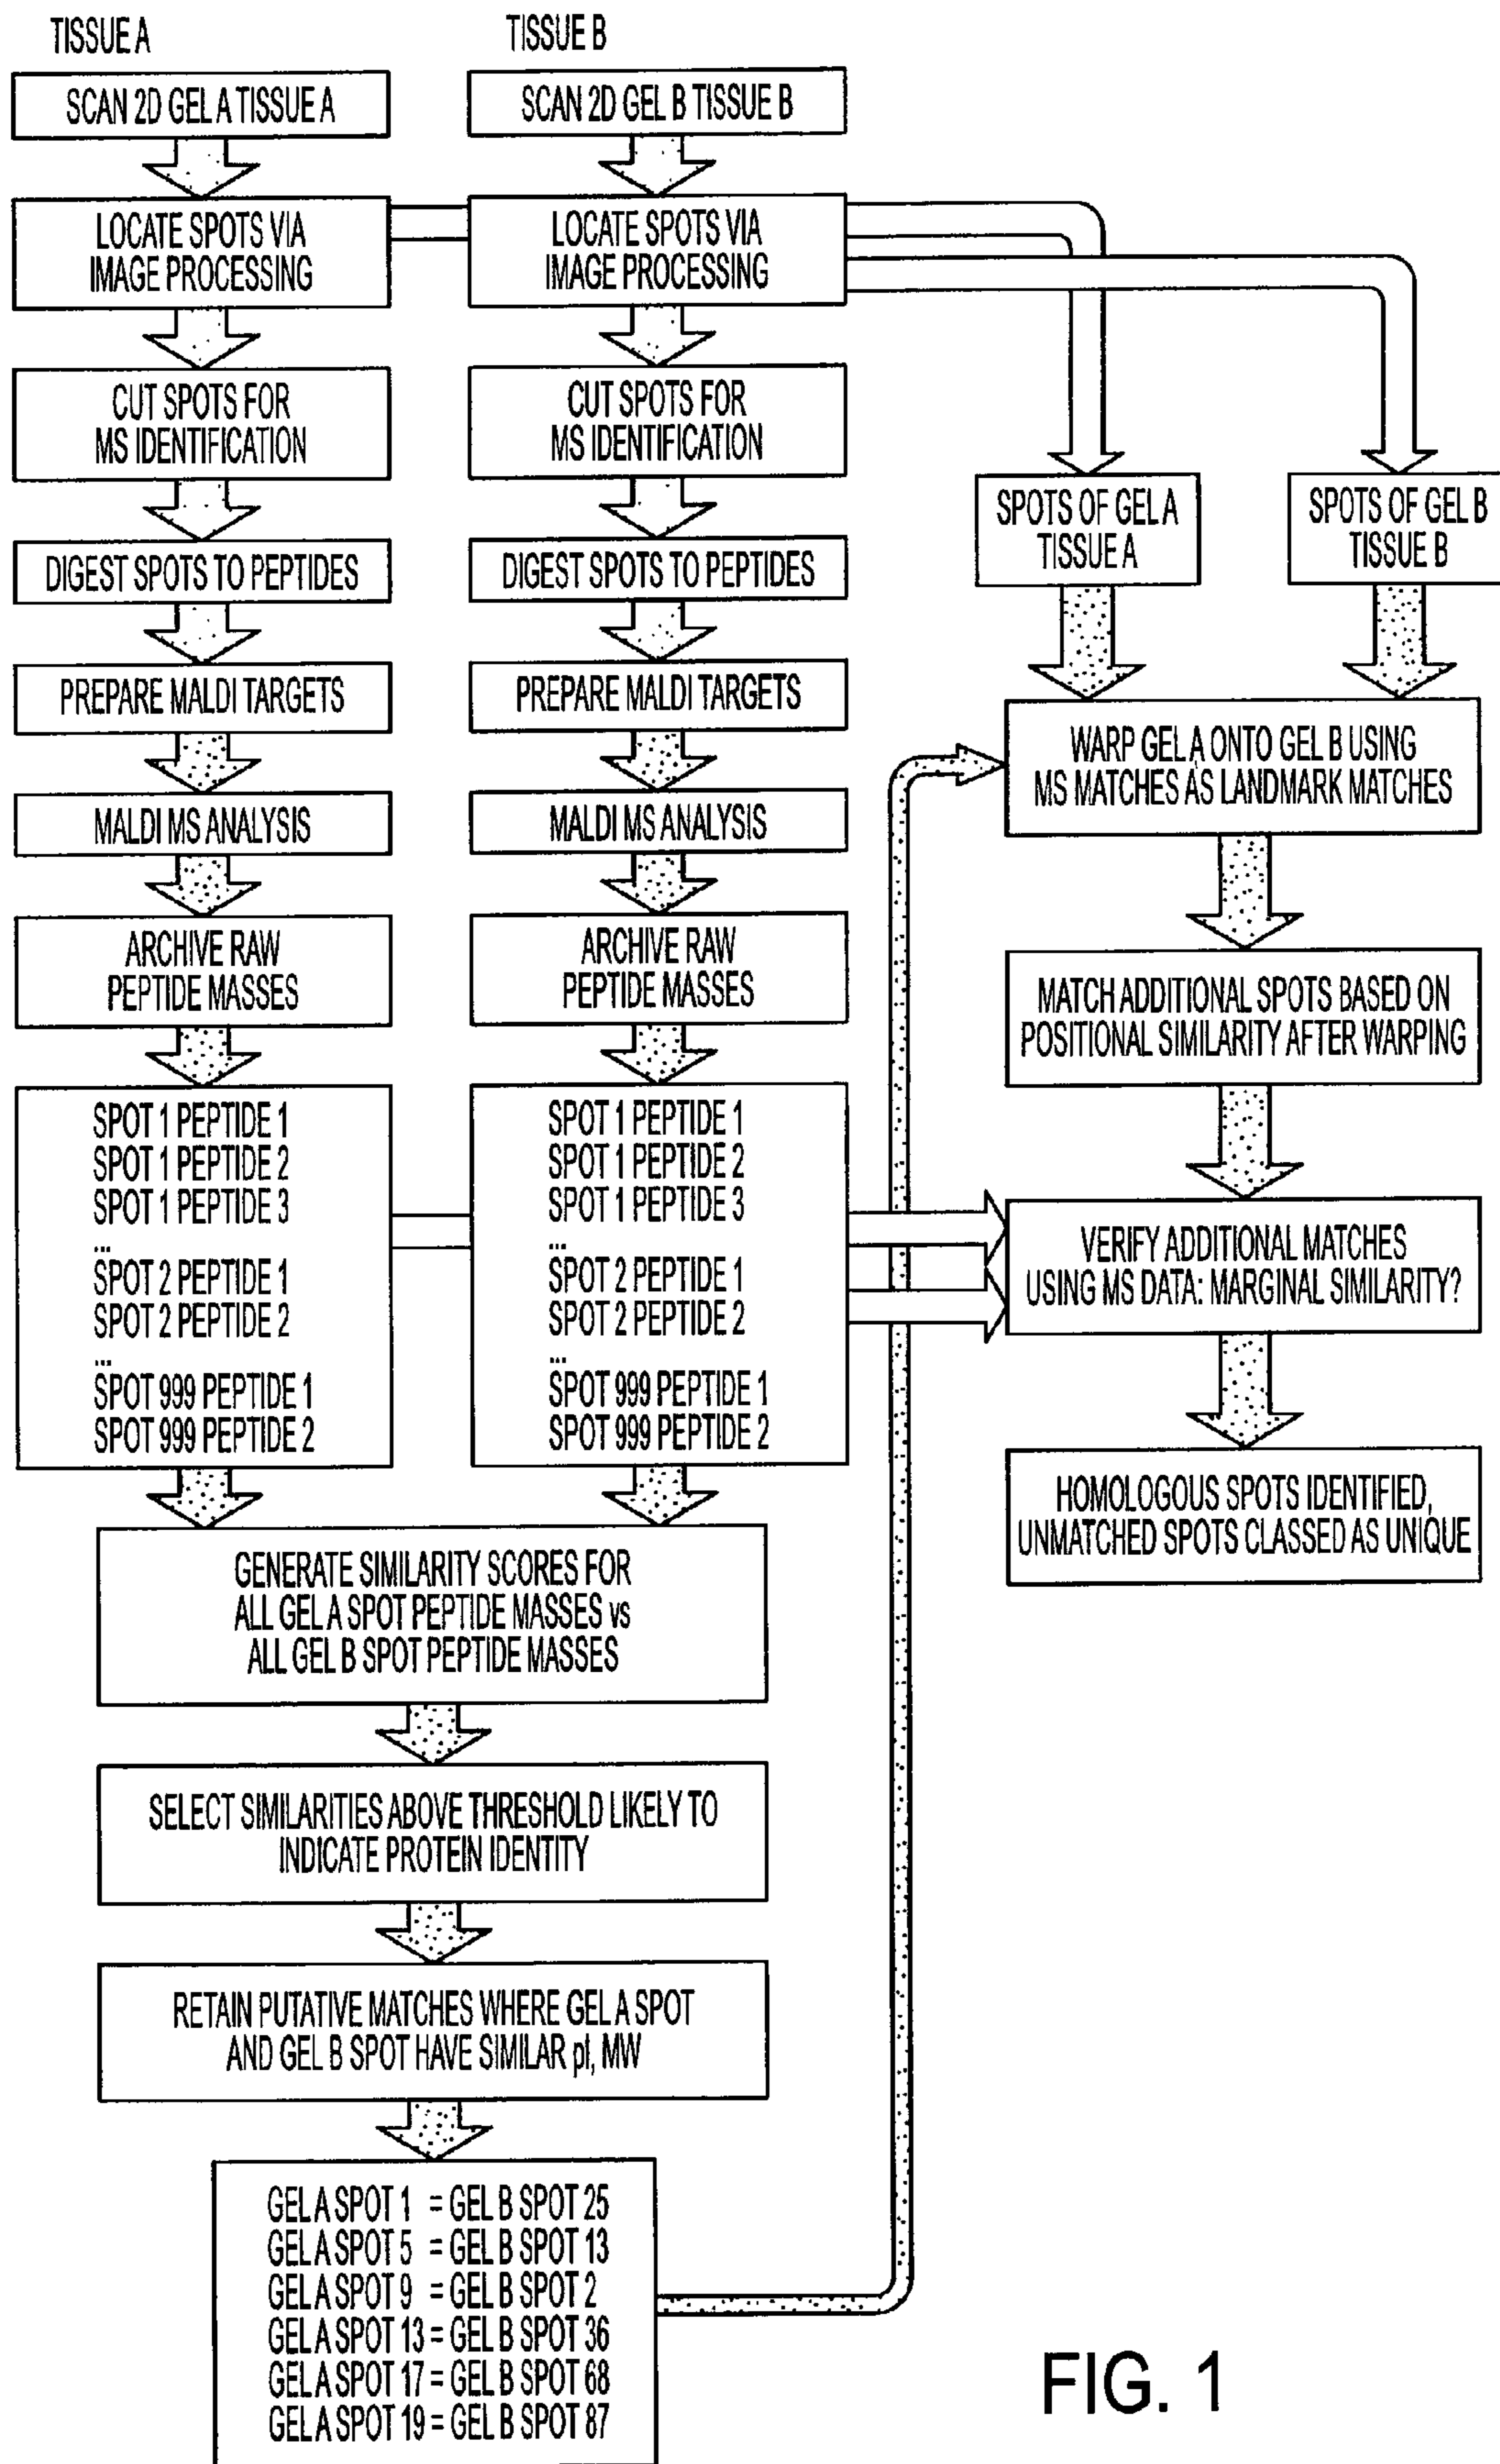 TISSUE A
SCAN 2D GEL A TISSUE A
LOCATE SPOTS VIA
IMAGE PROCESSING
CUT SPOTS FOR
MS IDENTIFICATION
DIGEST SPOTS TO PEPTIDES
PREPARE MALDI TARGETS
MALDI MS ANALYSIS
ARCHIVE RAW
PEPTIDE MASSES
SPOT 1 PEPTIDE 1
SPOT 1 PEPTIDE 2
SPOT 1 PEPTIDE 3
...
SPOT 2 PEPTIDE 1
SPOT 2 PEPTIDE 2
...
SPOT 999 PEPTIDE 1
SPOT 999 PEPTIDE 2
TISSUE B
SCAN 2D GEL B TISSUE B
LOCATE SPOTS VIA
IMAGE PROCESSING
CUT SPOTS FOR
MS IDENTIFICATION
DIGEST SPOTS TO PEPTIDES
PREPARE MALDI TARGETS
MALDI MS ANALYSIS
ARCHIVE RAW
PEPTIDE MASSES
SPOT 1 PEPTIDE 1
SPOT 1 PEPTIDE 2
SPOT 1 PEPTIDE 3
...
SPOT 2 PEPTIDE 1
SPOT 2 PEPTIDE 2
...
SPOT 999 PEPTIDE 1
SPOT 999 PEPTIDE 2
GENERATE SIMILARITY SCORES FOR
ALL GEL A SPOT PEPTIDE MASSES vs
ALL GEL B SPOT PEPTIDE MASSES
SELECT SIMILARITIES ABOVE THRESHOLD LIKELY TO
INDICATE PROTEIN IDENTITY
RETAIN PUTATIVE MATCHES WHERE GEL A SPOT
AND GEL B SPOT HAVE SIMILAR pI, MW
GEL A SPOT 1 = GEL B SPOT 25
GEL A SPOT 5 = GEL B SPOT 13
GEL A SPOT 9 = GEL B SPOT 2
GEL A SPOT 13 = GEL B SPOT 36
GEL A SPOT 17 = GEL B SPOT 68
GEL A SPOT 19 = GEL B SPOT 87
SPOTS OF GEL A
TISSUE A
SPOTS OF GEL B
TISSUE B
WARP GEL A ONTO GEL B USING
MS MATCHES AS LANDMARK MATCHES
MATCH ADDITIONAL SPOTS BASED ON
POSITIONAL SIMILARITY AFTER WARPING
VERIFY ADDITIONAL MATCHES
USING MS DATA: MARGINAL SIMILARITY?
HOMOLOGOUS SPOTS IDENTIFIED,
UNMATCHED SPOTS CLASSED AS UNIQUE
FIG. 1